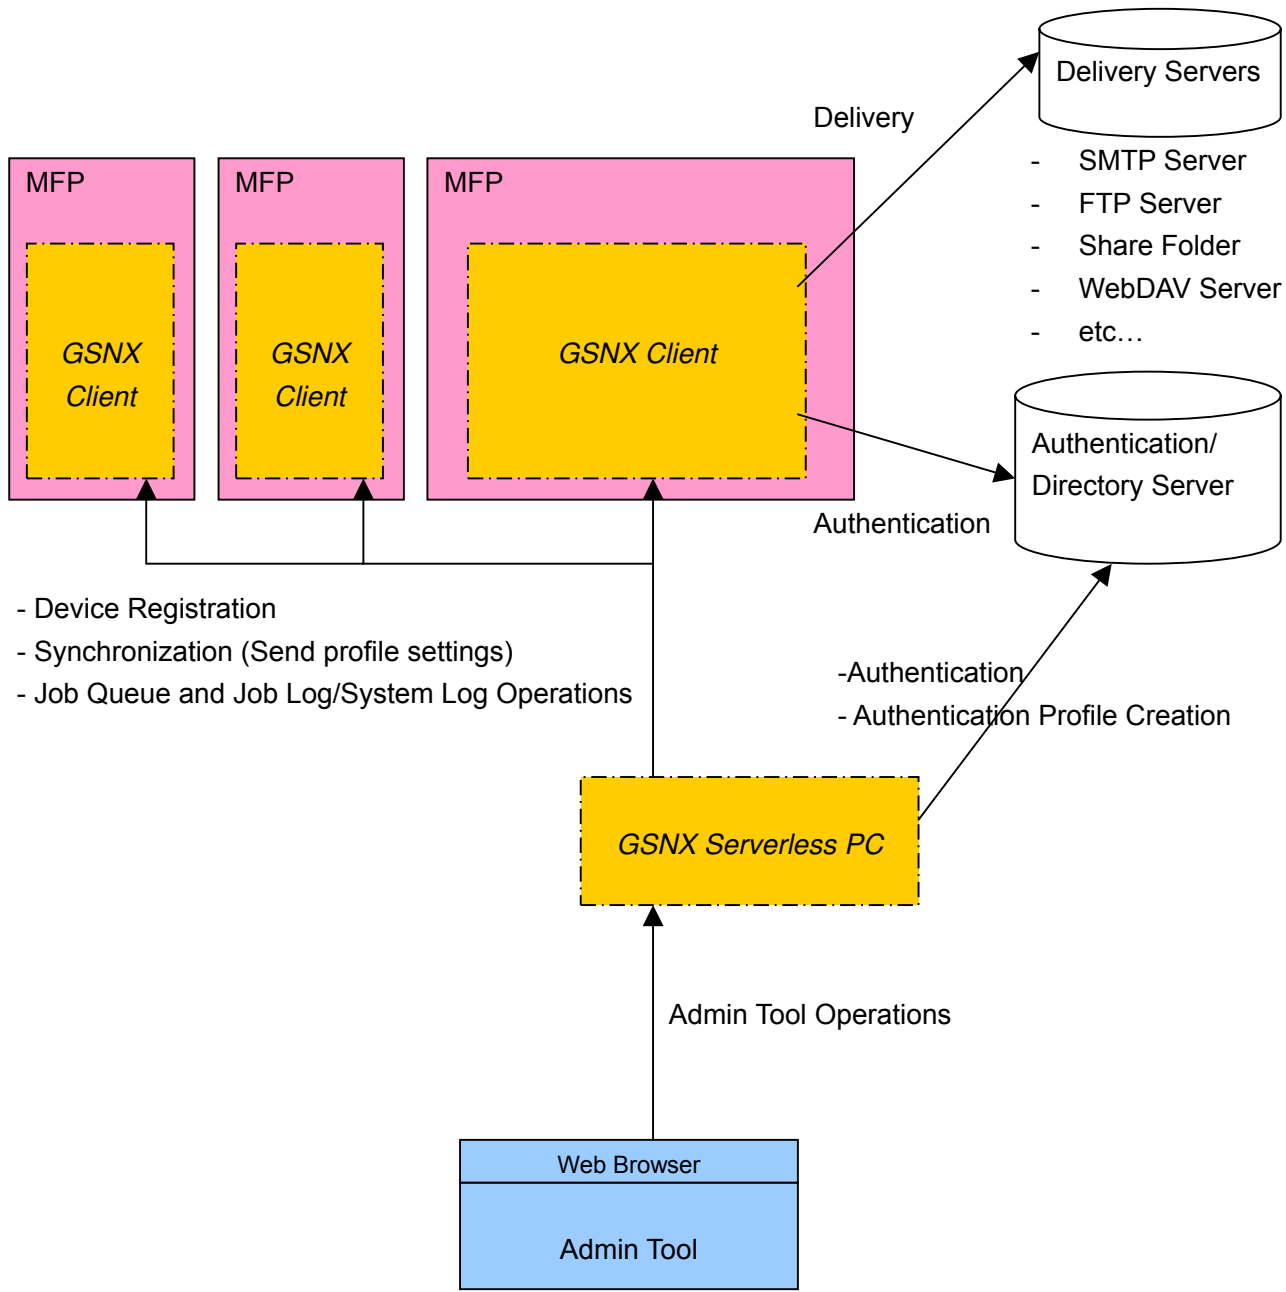 Delivery Servers
Delivery
- SMTP Server
- FTP Server
- Share Folder
- WebDAV Server
- etc…
MFP
MFP
MFP
GSNX
Client
GSNX
Client
GSNX Client
Authentication/
Directory Server
Authentication
- Device Registration
- Synchronization (Send profile settings)
- Job Queue and Job Log/System Log Operations
-Authentication
- Authentication Profile Creation
GSNX Serverless PC
Admin Tool Operations
Web Browser
Admin Tool